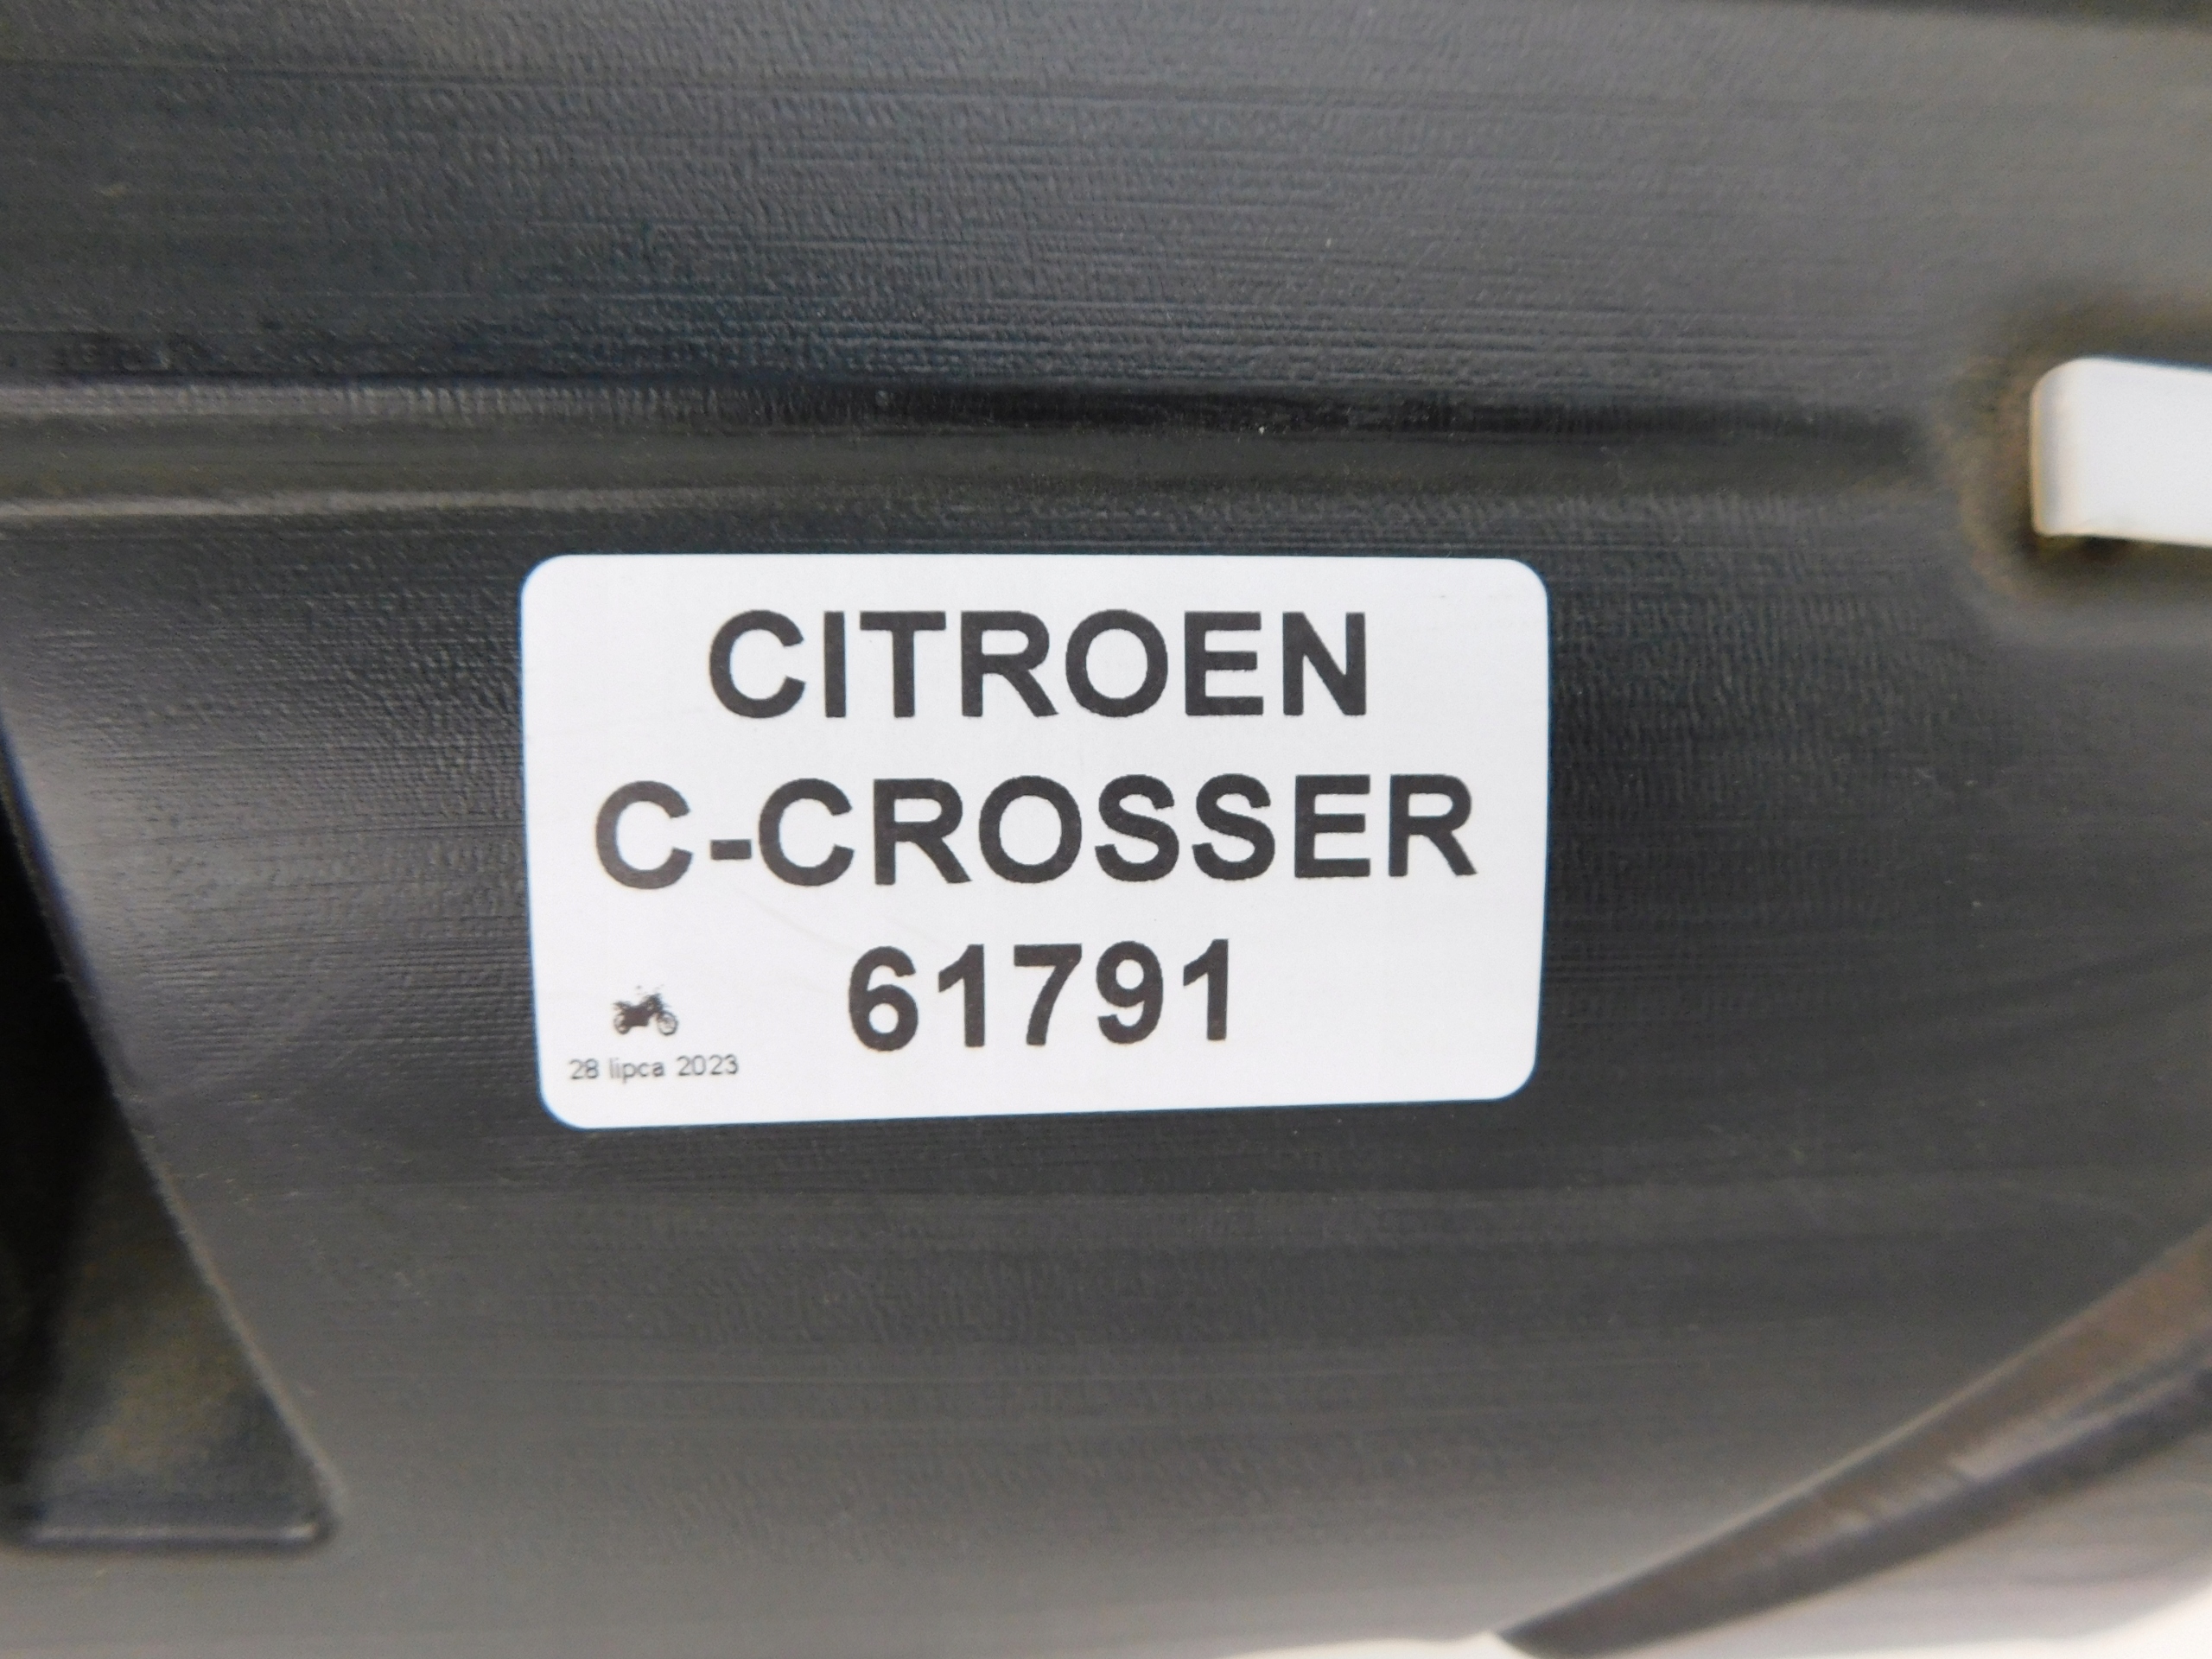 CITROEN
C-CROSSER
61791
28 lipca 2023